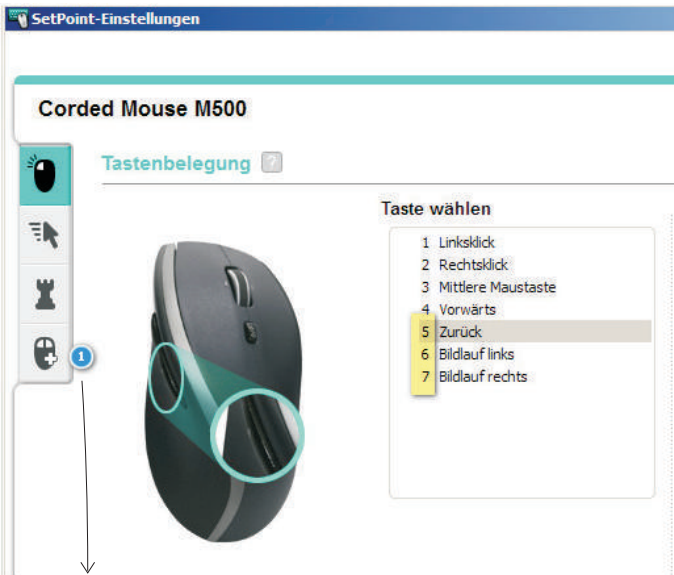 SetPoint-Einstellungen
Corded Mouse M500
Tastenbelegung ?
Taste wählen
1 Linksklick
2 Rechtsklick
3 Mittlere Maustaste
4 Vorwärts
5 Zurück
6 Bildlauf links
7 Bildlauf rechts
1